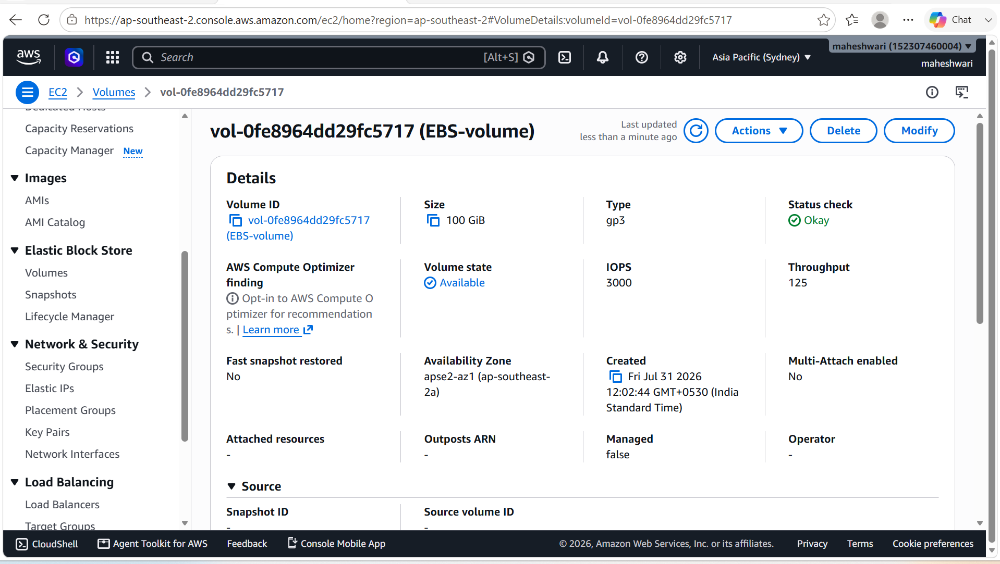 https://ap-southeast-2.console.aws.amazon.com/ec2/home?region=ap-southeast-2#VolumeDetails:volumeId=vol-0fe8964dd29fc5717
Chat
aws
Search
[Alt+S]
Asia Pacific (Sydney)
maheshwari (152307460004)
maheshwari
EC2
Volumes
vol-0fe8964dd29fc5717
Dedicated Hosts
Capacity Reservations
Capacity Manager New
Images
AMIs
AMI Catalog
Elastic Block Store
Volumes
Snapshots
Lifecycle Manager
Network & Security
Security Groups
Elastic IPs
Placement Groups
Key Pairs
Network Interfaces
Load Balancing
Load Balancers
Target Groups
vol-0fe8964dd29fc5717 (EBS-volume)
Last updated
less than a minute ago
Actions
Delete
Modify
Details
Volume ID
vol-0fe8964dd29fc5717
(EBS-volume)
Size
100 GiB
Type
gp3
Status check
Okay
AWS Compute Optimizer
finding
Opt-in to AWS Compute O
ptimizer for recommendation
s. | Learn more
Volume state
Available
IOPS
3000
Throughput
125
Fast snapshot restored
No
Availability Zone
apse2-az1 (ap-southeast-
2a)
Created
Fri Jul 31 2026
12:02:44 GMT+0530 (India
Standard Time)
Multi-Attach enabled
No
Attached resources
-
Outposts ARN
-
Managed
false
Operator
-
Source
Snapshot ID
-
Source volume ID
-
CloudShell
Agent Toolkit for AWS
Feedback
Console Mobile App
© 2026, Amazon Web Services, Inc. or its affiliates.
Privacy
Terms
Cookie preferences